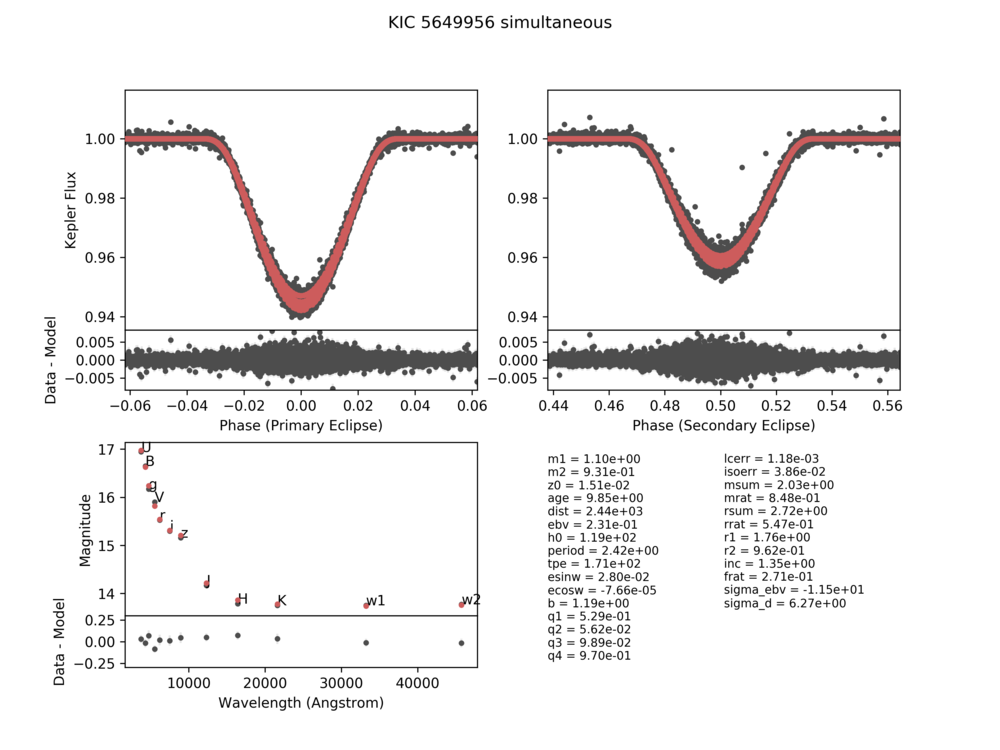 KIC 5649956 simultaneous
1.00
0.98
0.96
0.94
Kepler Flux
0.005
0.000
−0.005
Data - Model
−0.06 −0.04 −0.02 0.00 0.02 0.04 0.06
Phase (Primary Eclipse)
1.00
0.98
0.96
0.94
0.005
0.000
−0.005
0.44 0.46 0.48 0.50 0.52 0.54 0.56
Phase (Secondary Eclipse)
17
16
15
14
Magnitude
U
B
g
V
r
i
z
J
H
K
w1
w2
0.25
0.00
−0.25
Data - Model
10000 20000 30000 40000
Wavelength (Angstrom)
m1 = 1.10e+00
m2 = 9.31e-01
z0 = 1.51e-02
age = 9.85e+00
dist = 2.44e+03
ebv = 2.31e-01
h0 = 1.19e+02
period = 2.42e+00
tpe = 1.71e+02
esinw = 2.80e-02
ecosw = -7.66e-05
b = 1.19e+00
q1 = 5.29e-01
q2 = 5.62e-02
q3 = 9.89e-02
q4 = 9.70e-01
lcerr = 1.18e-03
isoerr = 3.86e-02
msum = 2.03e+00
mrat = 8.48e-01
rsum = 2.72e+00
rrat = 5.47e-01
r1 = 1.76e+00
r2 = 9.62e-01
inc = 1.35e+00
frat = 2.71e-01
sigma_ebv = -1.15e+01
sigma_d = 6.27e+00